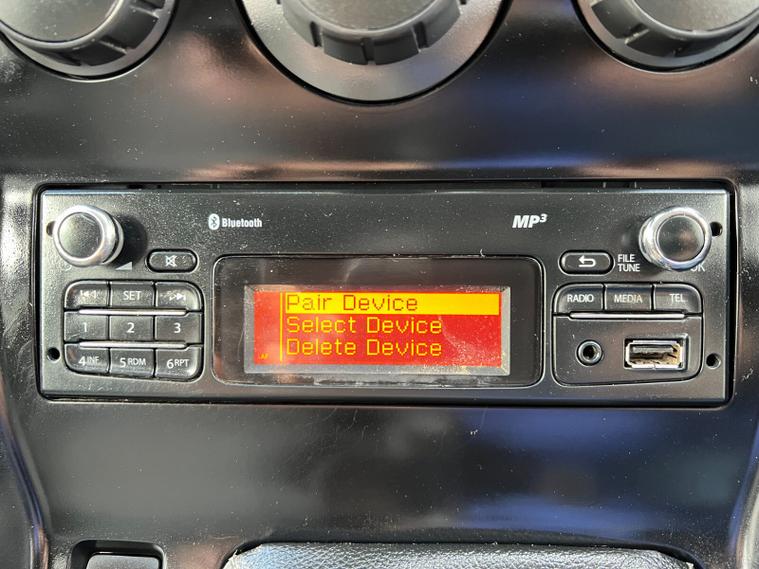 Bluetooth
MP3
FILE
TUNE
OK
SET
RADIO
MEDIA
TEL
1
2
3
4INF
5RDM
6RPT
Pair Device
Select Device
Delete Device